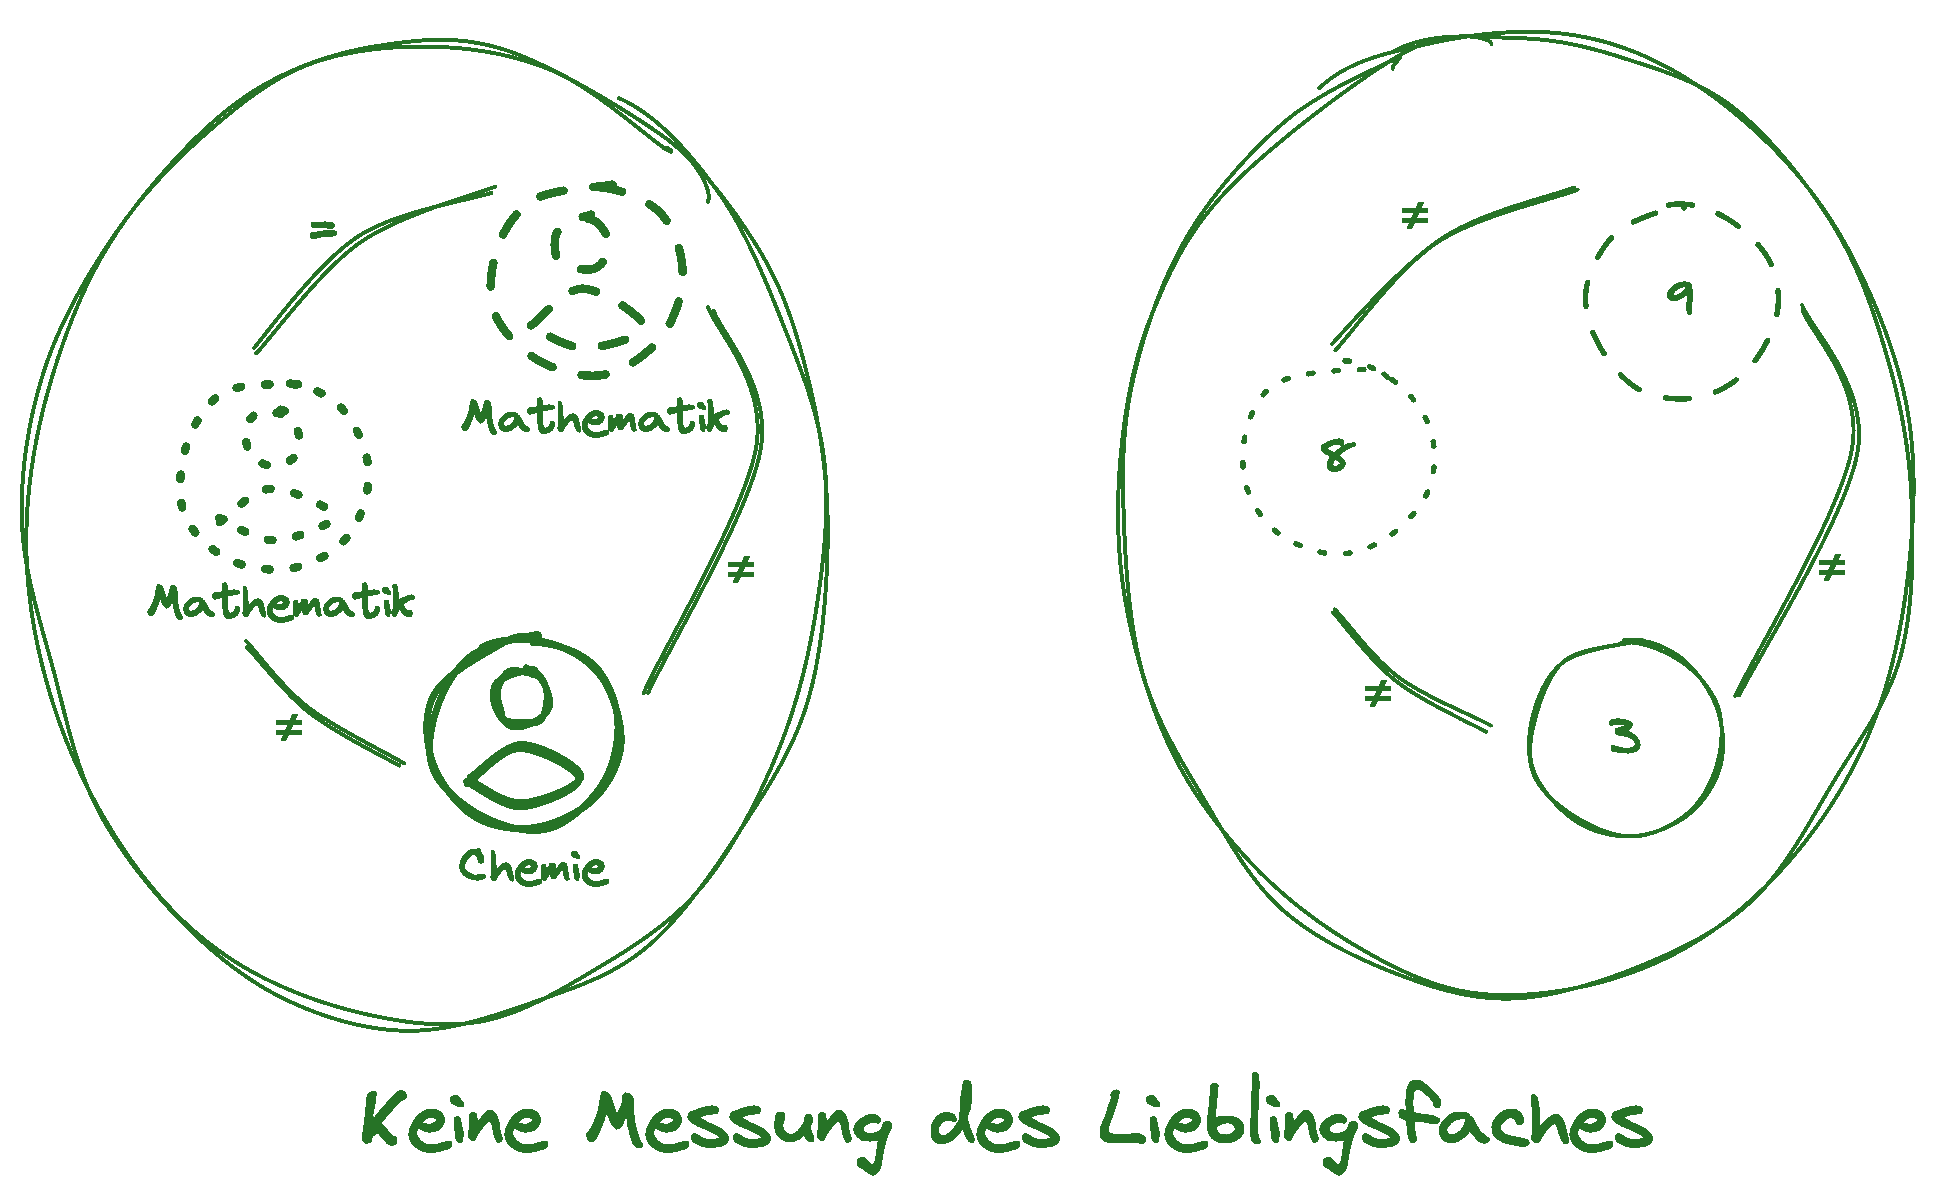 =
Mathematik
Mathematik
≠
≠
Chemie
≠
9
8
≠
≠
3
Keine Messung des Lieblingsfaches